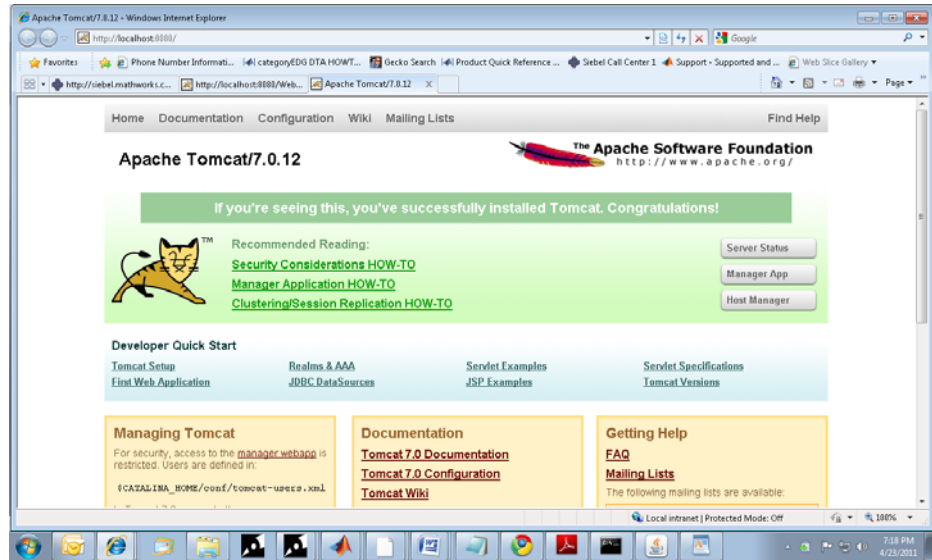 Apache Tomcat/7.0.12 - Windows Internet Explorer
http://localhost:8080/
Google
Favorites Phone Number Informati... categoryEDG DTA HOWT... Gecko Search Product Quick Reference ... Siebel Call Center 1 Support - Supported and ... Web Slice Gallery
http://siebel.mathworks.c... http://localhost:8080/Web... Apache Tomcat/7.0.12 X Page
Home Documentation Configuration Wiki Mailing Lists Find Help
Apache Tomcat/7.0.12
The Apache Software Foundation
http://www.apache.org/
If you're seeing this, you've successfully installed Tomcat. Congratulations!
TM
Recommended Reading:
Security Considerations HOW-TO
Manager Application HOW-TO
Clustering/Session Replication HOW-TO
Server Status
Manager App
Host Manager
Developer Quick Start
Tomcat Setup Realms & AAA Servlet Examples Servlet Specifications
First Web Application JDBC DataSources JSP Examples Tomcat Versions
Managing Tomcat
For security, access to the manager webapp is
restricted. Users are defined in:
$CATALINA_HOME/conf/tomcat-users.xml
Documentation
Tomcat 7.0 Documentation
Tomcat 7.0 Configuration
Tomcat Wiki
Getting Help
FAQ
Mailing Lists
The following mailing lists are available:
Local intranet | Protected Mode: Off 100%
7:18 PM
4/23/2011